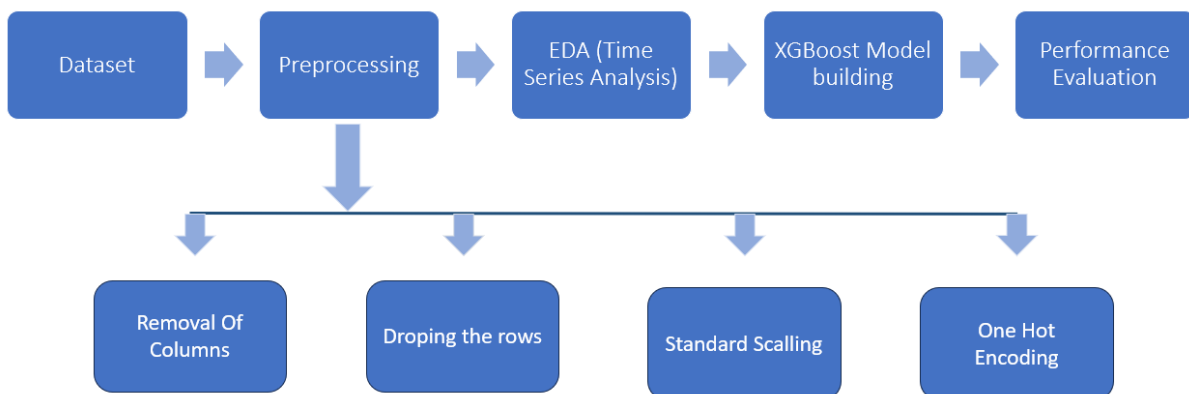 Dataset
Preprocessing
EDA (Time
Series Analysis)
XGBoost Model
building
Performance
Evaluation
Removal Of
Columns
Droping the rows
Standard Scalling
One Hot
Encoding